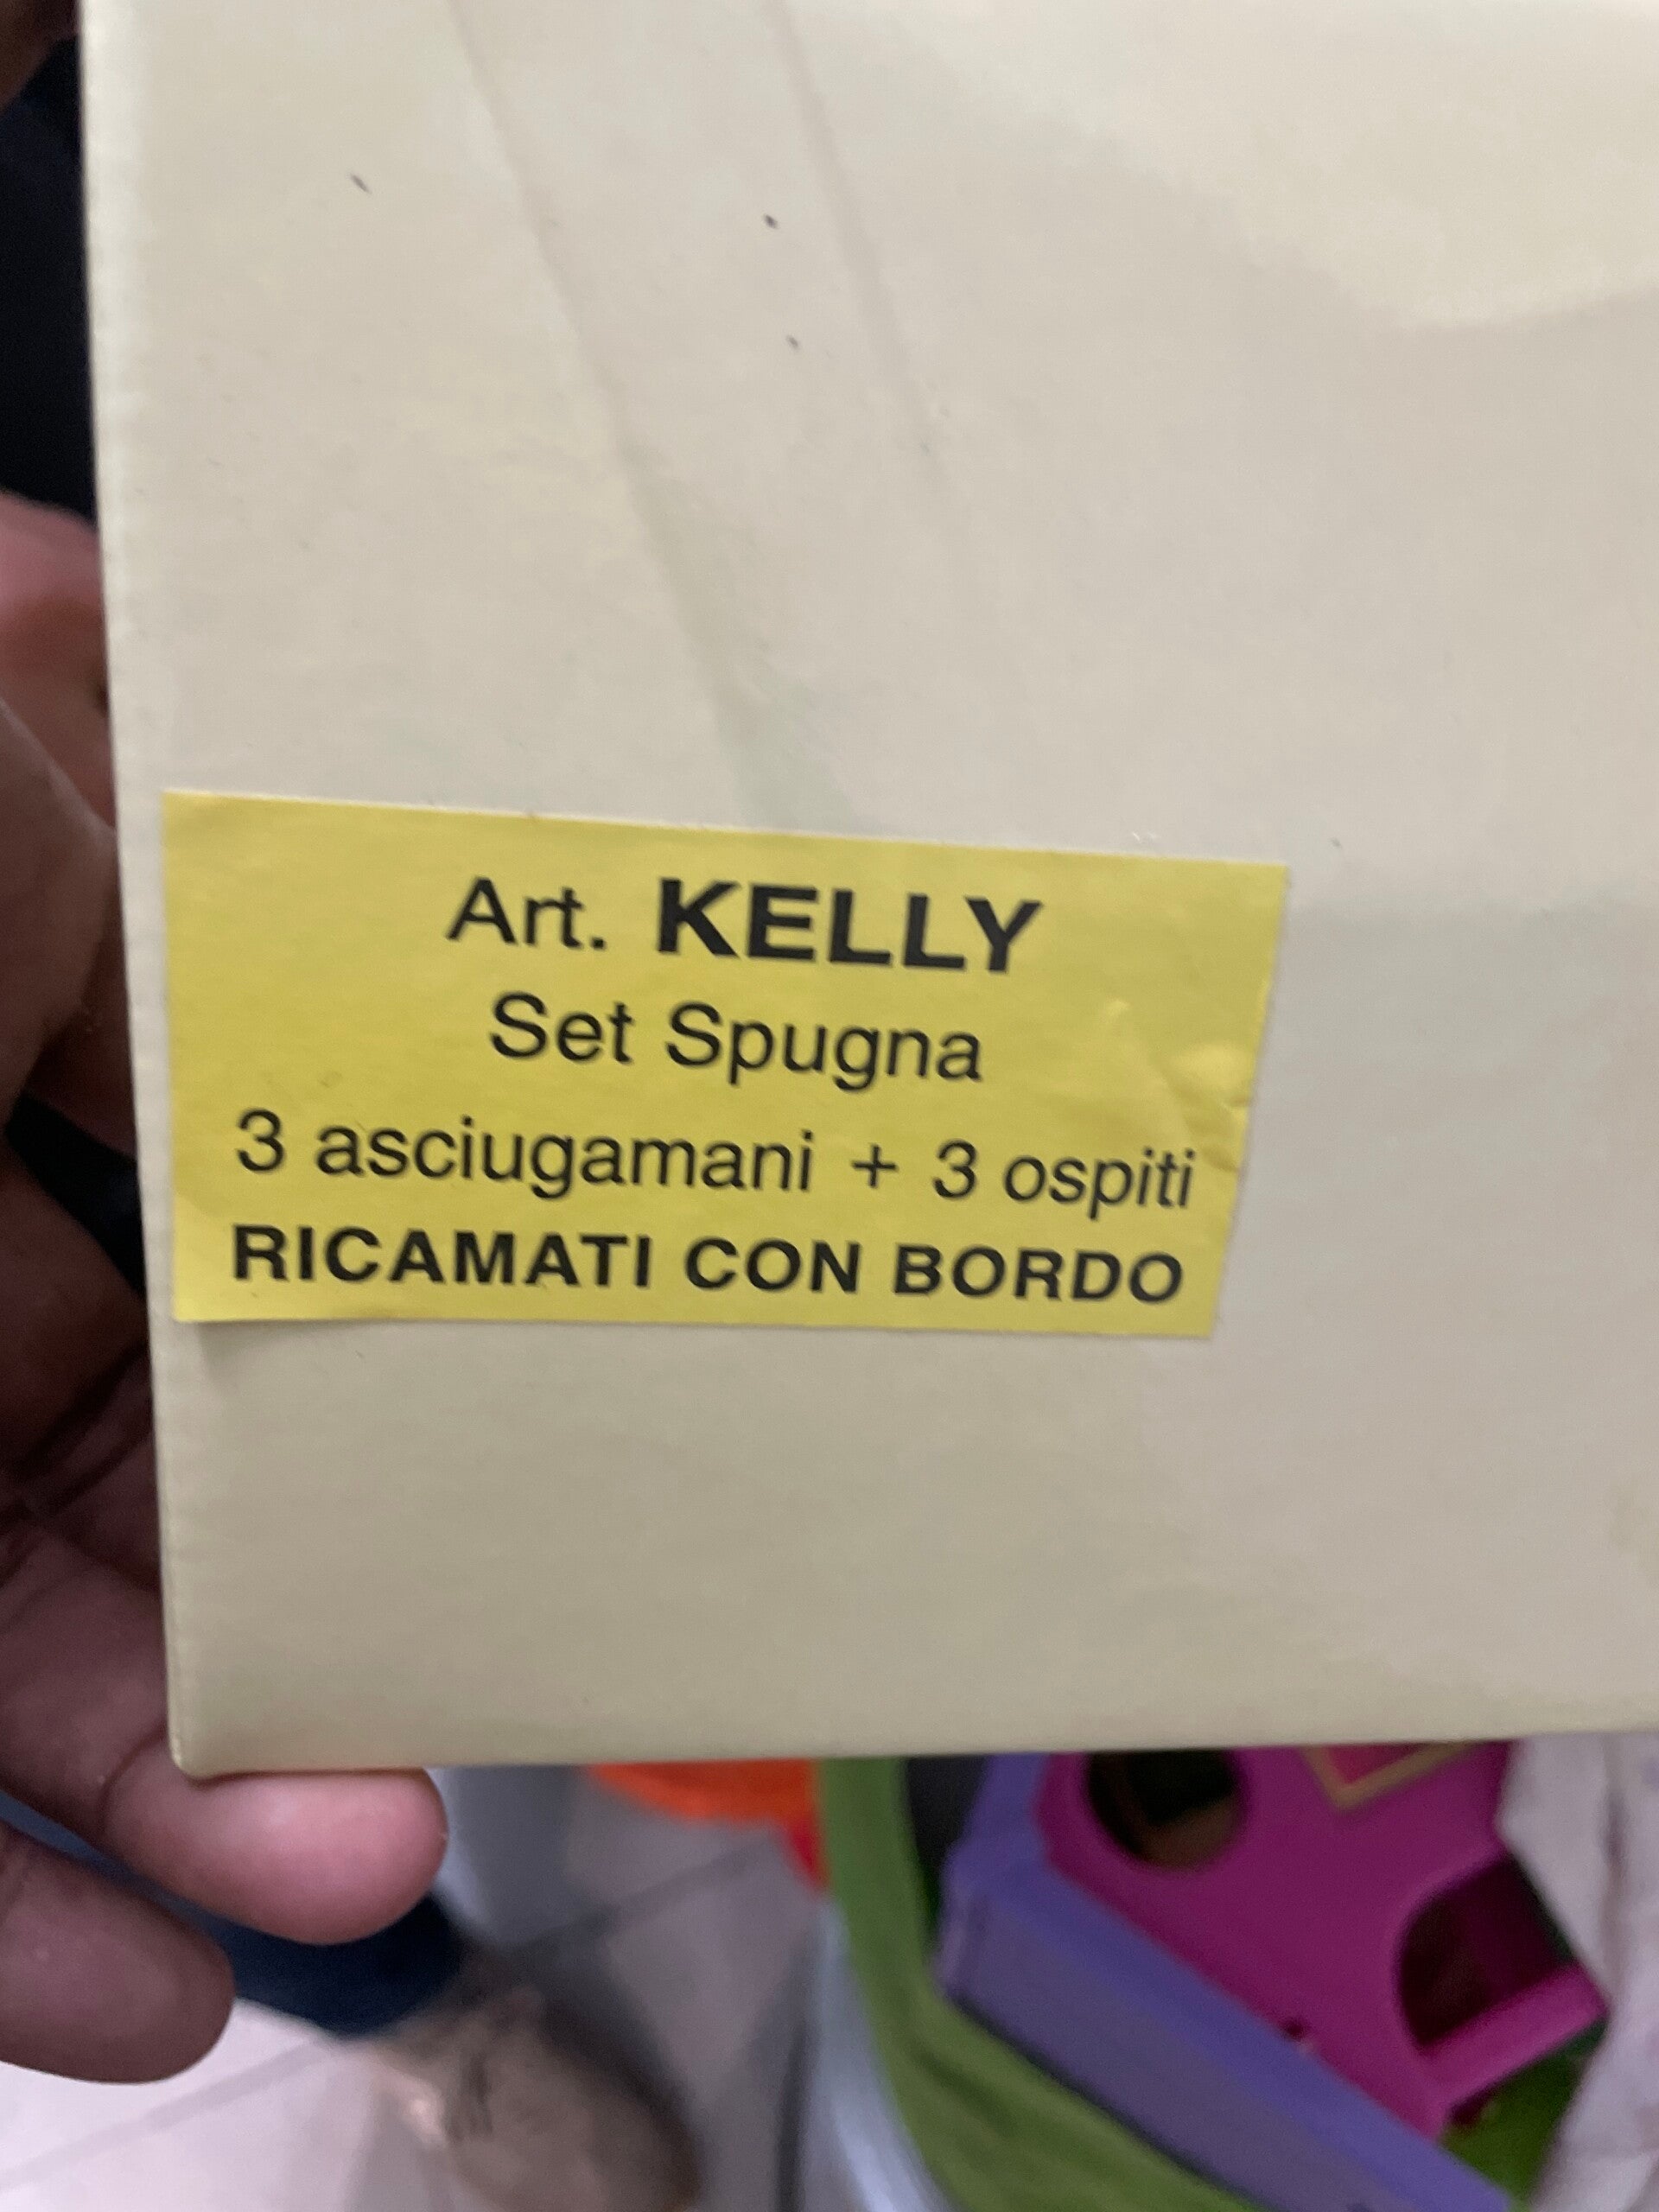 Art. KELLY
Set Spugna
3 asciugamani + 3 ospiti
RICAMATI CON BORDO